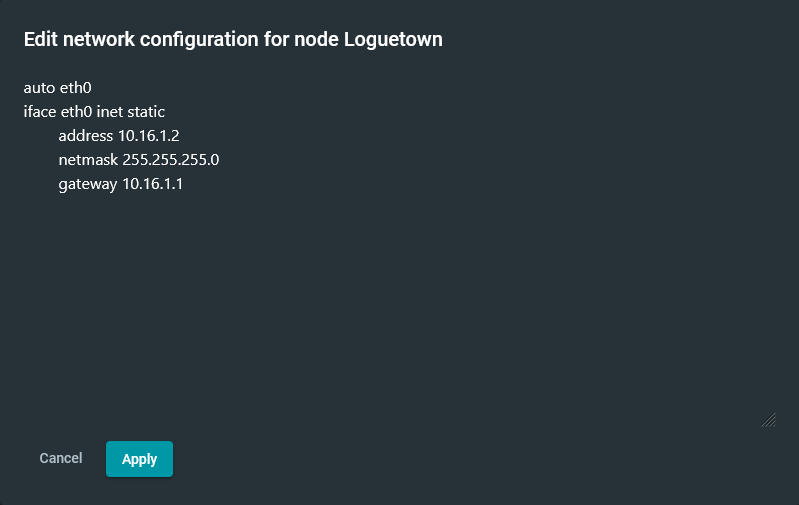 Edit network configuration for node Loguetown
auto eth0
iface eth0 inet static
address 10.16.1.2
netmask 255.255.255.0
gateway 10.16.1.1
Cancel
Apply